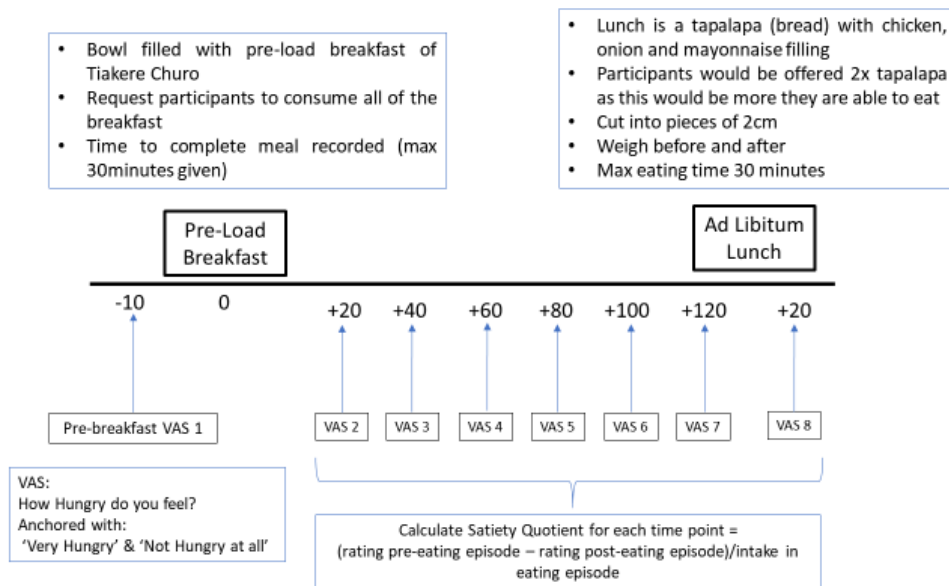 • Bowl filled with pre-load breakfast of
Tiakere Churo
• Request participants to consume all of the
breakfast
• Time to complete meal recorded (max
30minutes given)
• Lunch is a tapalapa (bread) with chicken,
onion and mayonnaise filling
• Participants would be offered 2x tapalapa
as this would be more they are able to eat
• Cut into pieces of 2cm
• Weigh before and after
• Max eating time 30 minutes
Pre-Load
Breakfast
Ad Libitum
Lunch
-10 0 +20 +40 +60 +80 +100 +120 +20
Pre-breakfast VAS 1 VAS 2 VAS 3 VAS 4 VAS 5 VAS 6 VAS 7 VAS 8
VAS:
How Hungry do you feel?
Anchored with:
'Very Hungry' & 'Not Hungry at all'
Calculate Satiety Quotient for each time point =
(rating pre-eating episode – rating post-eating episode)/intake in
eating episode